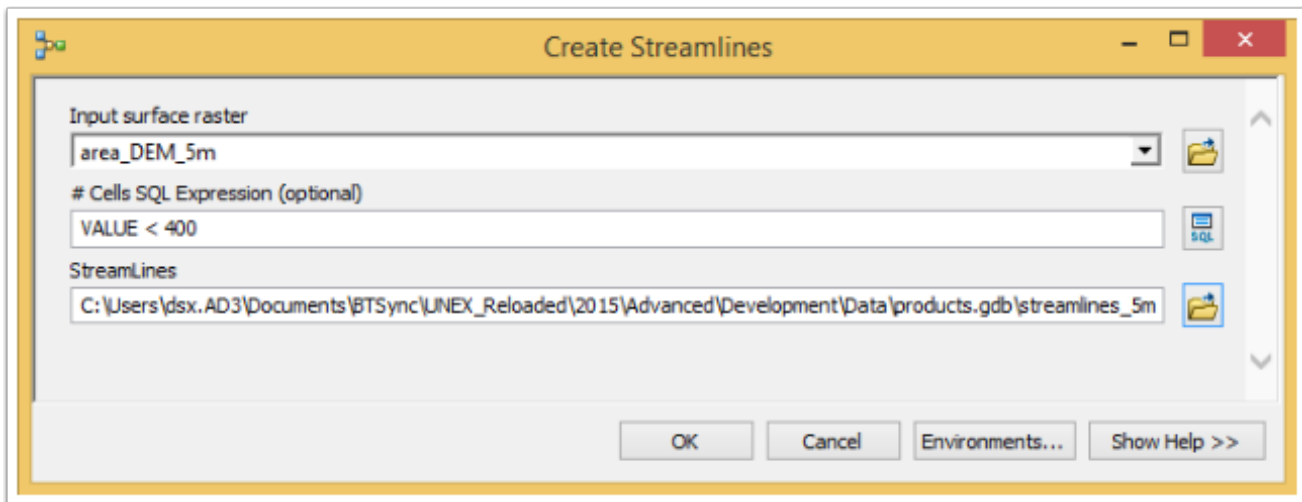 Create Streamlines
Input surface raster
area_DEM_5m
# Cells SQL Expression (optional)
VALUE < 400
SQL
StreamLines
C:\Users\dsx.AD3\Documents\BTSync\UNEX_Reloaded\2015\Advanced\Development\Data\products.gdb\streamlines_5m
OK Cancel Environments... Show Help >>